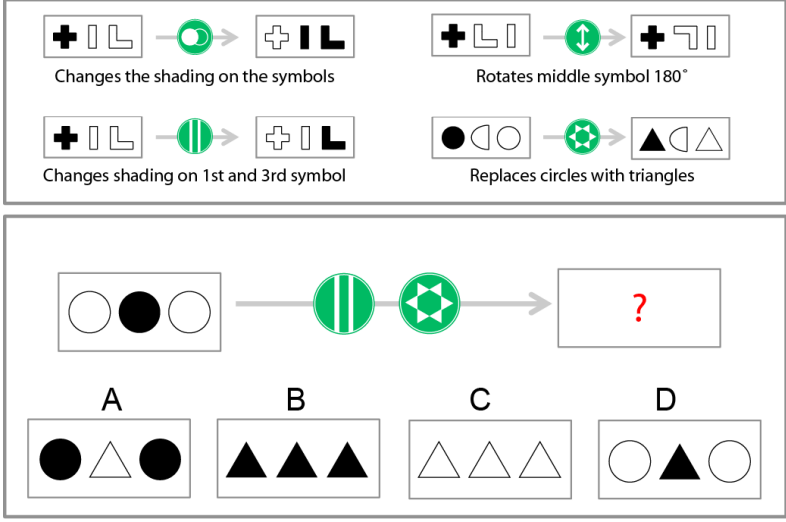 Changes the shading on the symbols
Rotates middle symbol 180°
Changes shading on 1st and 3rd symbol
Replaces circles with triangles
?
A B C D